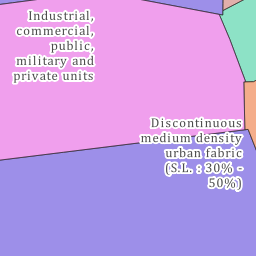 Industrial,
commercial,
public,
military and
private units
Discontinuous
medium density
urban fabric
(S.L. : 30% -
50%)